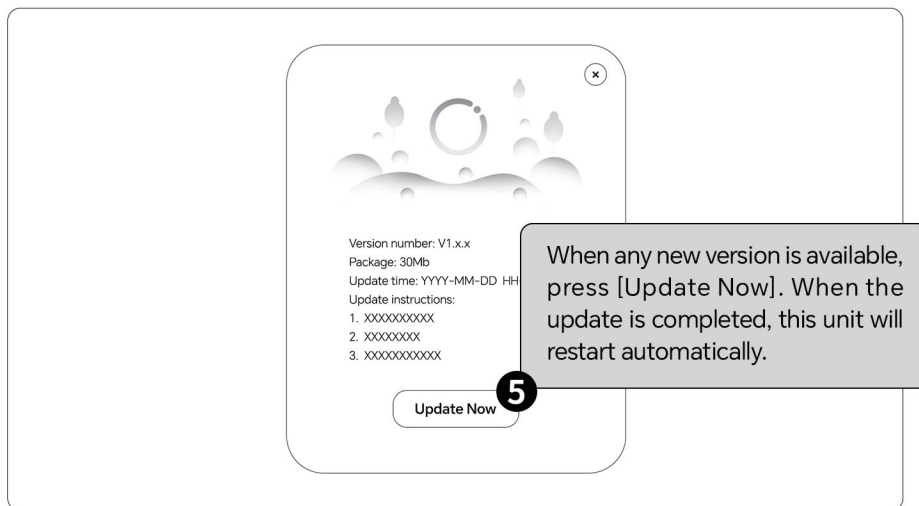 Version number: V1.x.x
Package: 30Mb
Update time: YYYY-MM-DD HH
Update instructions:
1. XXXXXXXXXX
2. XXXXXXXX
3. XXXXXXXXXXX
Update Now
5
When any new version is available,
press [Update Now]. When the
update is completed, this unit will
restart automatically.